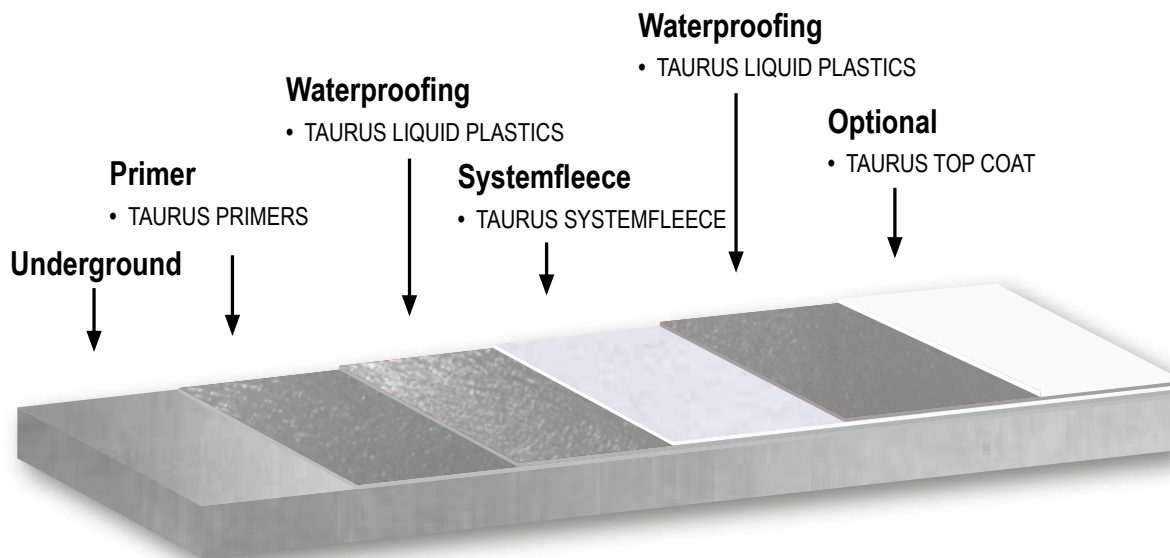 Underground
Primer
• TAURUS PRIMERS
Waterproofing
• TAURUS LIQUID PLASTICS
Systemfleece
• TAURUS SYSTEMFLEECE
Waterproofing
• TAURUS LIQUID PLASTICS
Optional
• TAURUS TOP COAT